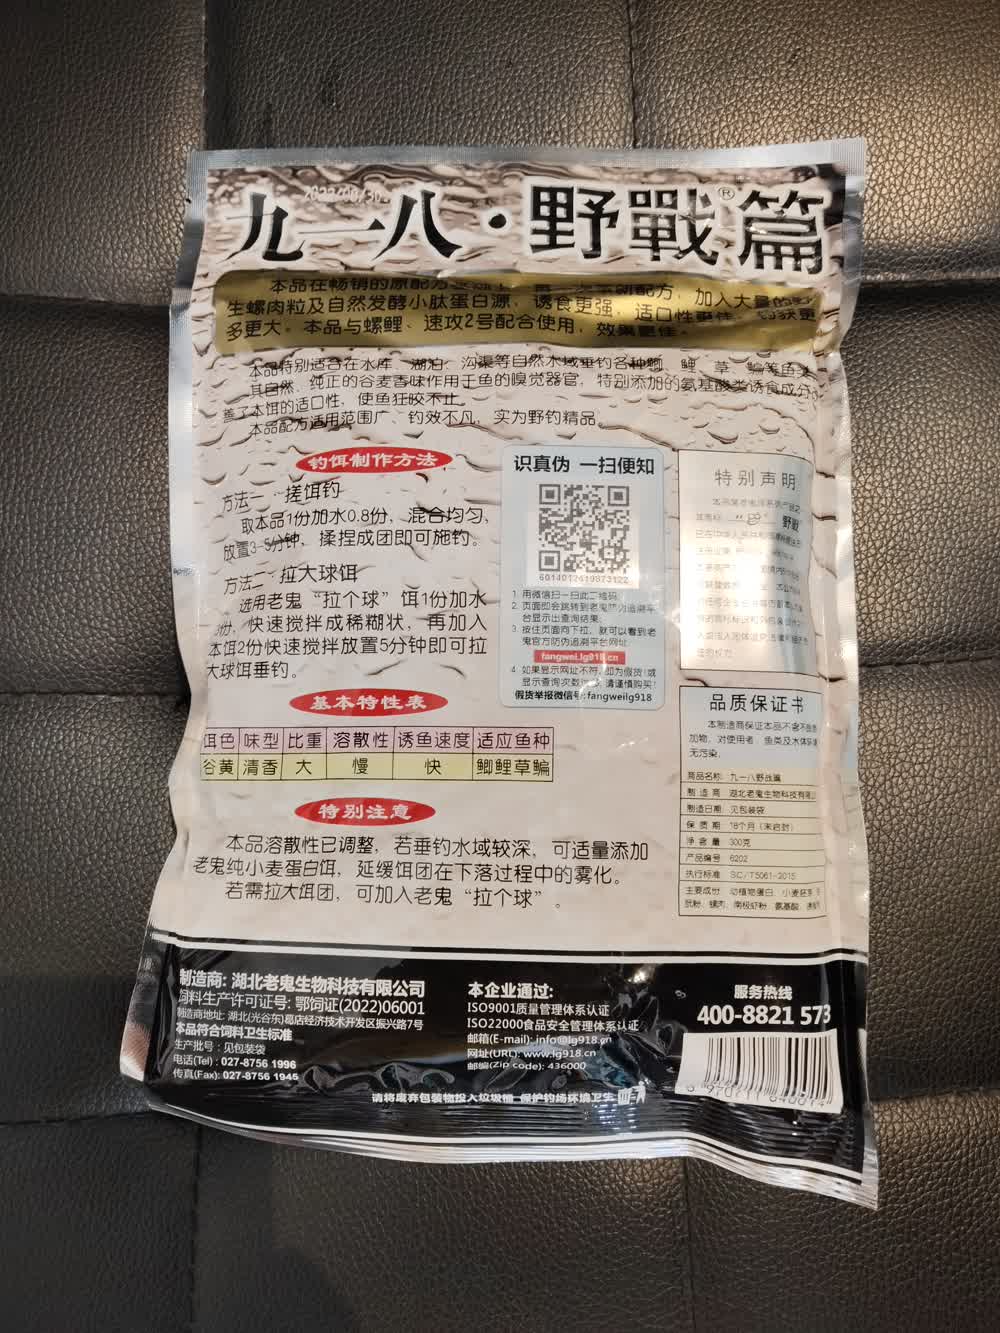 2022/08/30
九一八·野戰®篇
本品在畅销的原配方
配方，加入大量的
生螺肉粒及自然发酵小肽蛋白源，诱食更强，适口性更佳，钓获更
多更大。本品与螺鲤、速攻2号配合使用，效果更佳。
本品特别适合在水库、湖泊、沟渠等自然水域垂钓各种鲫、鲤、草、鳊等鱼类
其自然、纯正的谷麦香味作用于鱼的嗅觉器官，特别添加的氨基酸类诱食成分
善了本饵的适口性，使鱼狂咬不止。
本品配方适用范围广、钓效不凡，实为野钓精品。
钓饵制作方法
方法一：搓饵钓
取本品1份加水0.8份，混合均匀，
放置3-5分钟，揉捏成团即可施钓。
方法二：拉大球饵
选用老鬼“拉个球”饵1份加水
份，快速搅拌成稀糊状，再加入
本饵2份快速搅拌放置5分钟即可拉
大球饵垂钓。
基本特性表
饵色 味型 比重 溶散性 诱鱼速度 适应鱼种
谷黄 清香 大 慢 快 鲫鲤草鳊
特别注意
本品溶散性已调整，若垂钓水域较深，可适量添加
老鬼纯小麦蛋白饵，延缓饵团在下落过程中的雾化。
若需拉大饵团，可加入老鬼“拉个球”。
识真伪 一扫便知
6014012419873122
1. 用微信扫一扫此二维码
2. 页面即会跳转到老鬼防伪追溯平
台显示出查询结果.
3. 按住页面向下拉，就可以看到老
鬼官方防伪追溯平台网址.
fangwei.lg918.cn
4. 如果显示网址不符，即为假货!或
显示查询次数 请谨慎购买!
假货举报微信号: fangweilg918
特别声明
野戰
品质保证书
本制造商保证本品不含不良
加物，对使用者、鱼类及水体环境
无污染.
商品名称: 九一八野战篇
制造商 湖北老鬼生物科技有限
制造日期: 见包装袋
保质期 18个月（未启封）
净含量 300克
产品编号 6202
执行标准 SC/T5061-2015
主要成份 动植物蛋白、小麦胚芽
朊粉、螺肉、南极虾粉、氨基酸、诱
制造商: 湖北老鬼生物科技有限公司
饲料生产许可证号: 鄂饲证(2022)06001
制造商地址: 湖北(光谷东)葛店经济技术开发区振兴路7号
本品符合饲料卫生标准
生产批号: 见包装袋
电话(Tel): 027-8756 1996
传真(Fax): 027-8756 1945
本企业通过:
ISO9001质量管理体系认证
ISO22000食品安全管理体系认证
邮箱(E-mail): info@lg918.cn
网址(URL): www.lg918.cn
邮编(Zip code): 436000
服务热线
400-8821 573
请将废弃包装物投入垃圾桶 保护钓场环境卫生